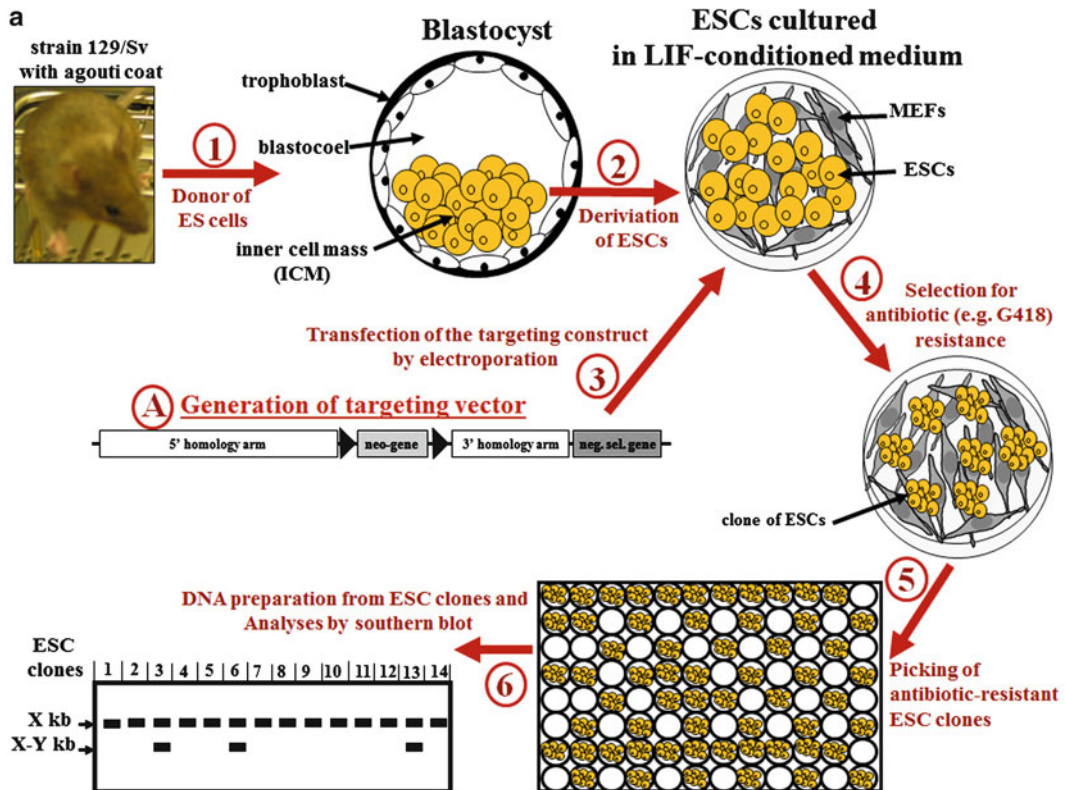 a
strain 129/Sv
with agouti coat
1
Donor of
ES cells
Blastocyst
trophoblast
blastocoel
inner cell mass
(ICM)
2
Deriviation
of ESCs
ESCs cultured
in LIF-conditioned medium
MEFs
ESCs
Transfection of the targeting construct
by electroporation
3
A Generation of targeting vector
5' homology arm neo-gene 3' homology arm neg. sel. gene
4
Selection for
antibiotic (e.g. G418)
resistance
clone of ESCs
5
Picking of
antibiotic-resistant
ESC clones
DNA preparation from ESC clones and
Analyses by southern blot
6
ESC
clones
1 2 3 4 5 6 7 8 9 10 11 12 13 14
X kb
X-Y kb